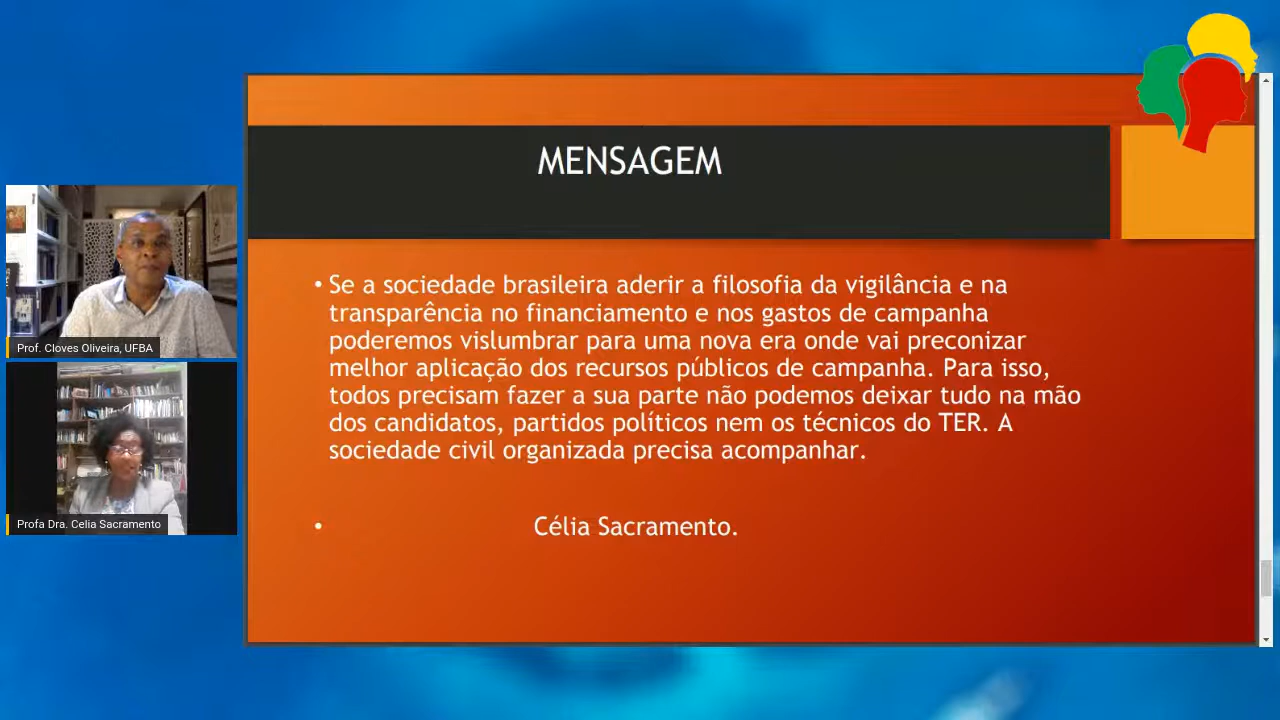 MENSAGEM
• Se a sociedade brasileira aderir a filosofia da vigilância e na
transparência no financiamento e nos gastos de campanha
poderemos vislumbrar para uma nova era onde vai preconizar
melhor aplicação dos recursos públicos de campanha. Para isso,
todos precisam fazer a sua parte não podemos deixar tudo na mão
dos candidatos, partidos políticos nem os técnicos do TER. A
sociedade civil organizada precisa acompanhar.
• Célia Sacramento.
Prof. Cloves Oliveira, UFBA
Profa Dra. Celia Sacramento